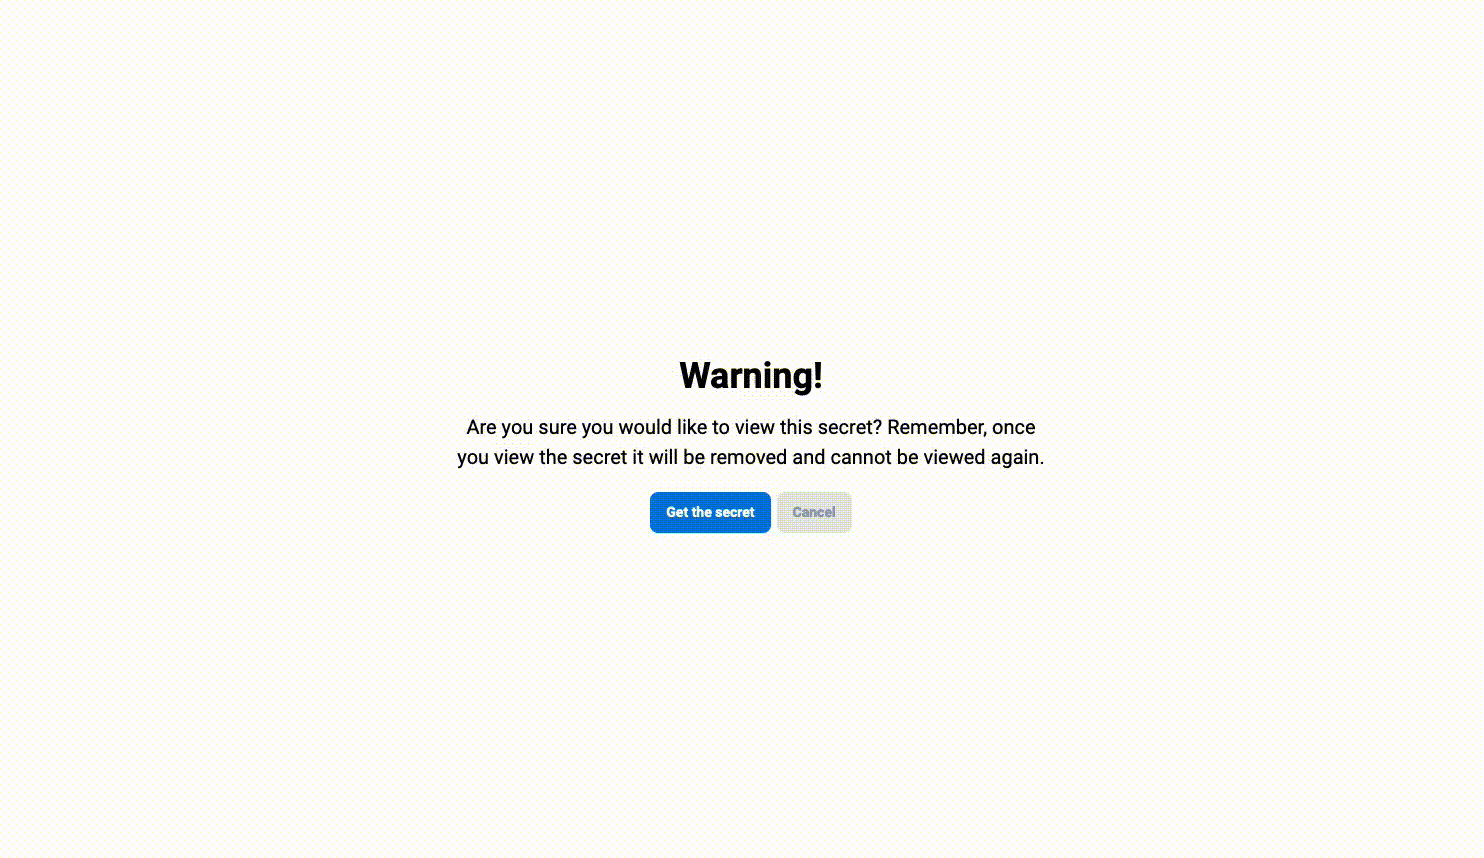 Warning!
Are you sure you would like to view this secret? Remember, once
you view the secret it will be removed and cannot be viewed again.
Get the secret Cancel